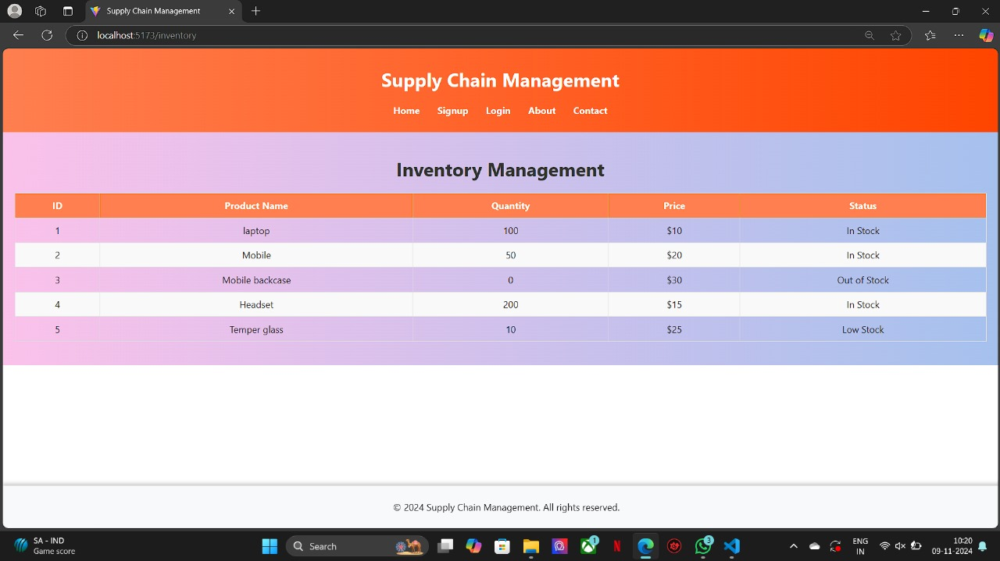 Supply Chain Management
localhost:5173/inventory
Supply Chain Management
Home Signup Login About Contact
Inventory Management
ID Product Name Quantity Price Status
1 laptop 100 $10 In Stock
2 Mobile 50 $20 In Stock
3 Mobile backcase 0 $30 Out of Stock
4 Headset 200 $15 In Stock
5 Temper glass 10 $25 Low Stock
© 2024 Supply Chain Management. All rights reserved.
SA - IND
Game score
Search
1
N
3
ENG
IN
10:20
09-11-2024